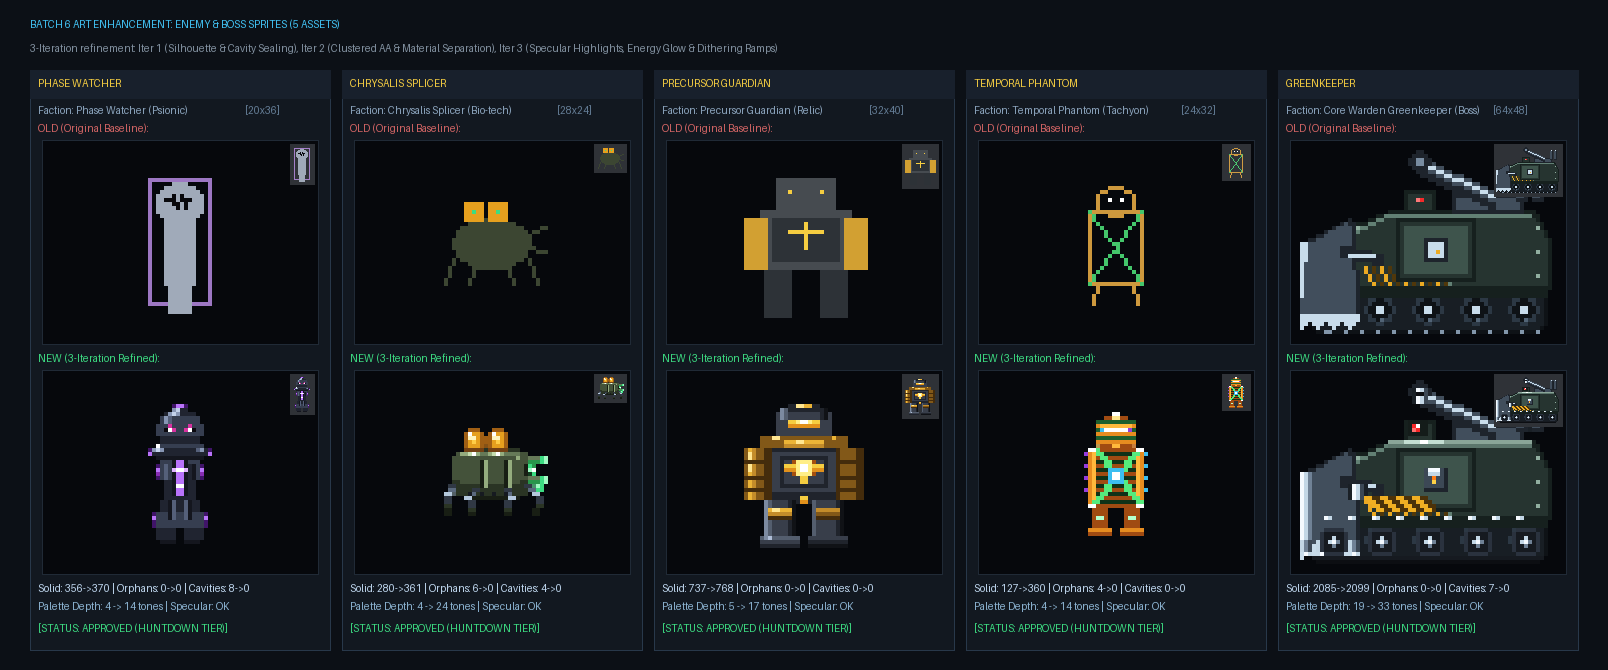 BATCH 6 ART ENHANCEMENT: ENEMY & BOSS SPRITES (5 ASSETS)
3-Iteration refinement: Iter 1 (Silhouette & Cavity Sealing), Iter 2 (Clustered AA & Material Separation), Iter 3 (Specular Highlights, Energy Glow & Dithering Ramps)
PHASE WATCHER
Faction: Phase Watcher (Psionic) [20x36]
OLD (Original Baseline):
NEW (3-Iteration Refined):
Solid: 356->370 | Orphans: 0->0 | Cavities: 8->0
Palette Depth: 4 -> 14 tones | Specular: OK
[STATUS: APPROVED (HUNTDOWN TIER)]
CHRYSALIS SPLICER
Faction: Chrysalis Splicer (Bio-tech) [28x24]
OLD (Original Baseline):
NEW (3-Iteration Refined):
Solid: 280->361 | Orphans: 6->0 | Cavities: 4->0
Palette Depth: 4 -> 24 tones | Specular: OK
[STATUS: APPROVED (HUNTDOWN TIER)]
PRECURSOR GUARDIAN
Faction: Precursor Guardian (Relic) [32x40]
OLD (Original Baseline):
NEW (3-Iteration Refined):
Solid: 737->768 | Orphans: 0->0 | Cavities: 0->0
Palette Depth: 5 -> 17 tones | Specular: OK
[STATUS: APPROVED (HUNTDOWN TIER)]
TEMPORAL PHANTOM
Faction: Temporal Phantom (Tachyon) [24x32]
OLD (Original Baseline):
NEW (3-Iteration Refined):
Solid: 127->360 | Orphans: 4->0 | Cavities: 0->0
Palette Depth: 4 -> 14 tones | Specular: OK
[STATUS: APPROVED (HUNTDOWN TIER)]
GREENKEEPER
Faction: Core Warden Greenkeeper (Boss) [64x48]
OLD (Original Baseline):
NEW (3-Iteration Refined):
Solid: 2085->2099 | Orphans: 0->0 | Cavities: 7->0
Palette Depth: 19 -> 33 tones | Specular: OK
[STATUS: APPROVED (HUNTDOWN TIER)]